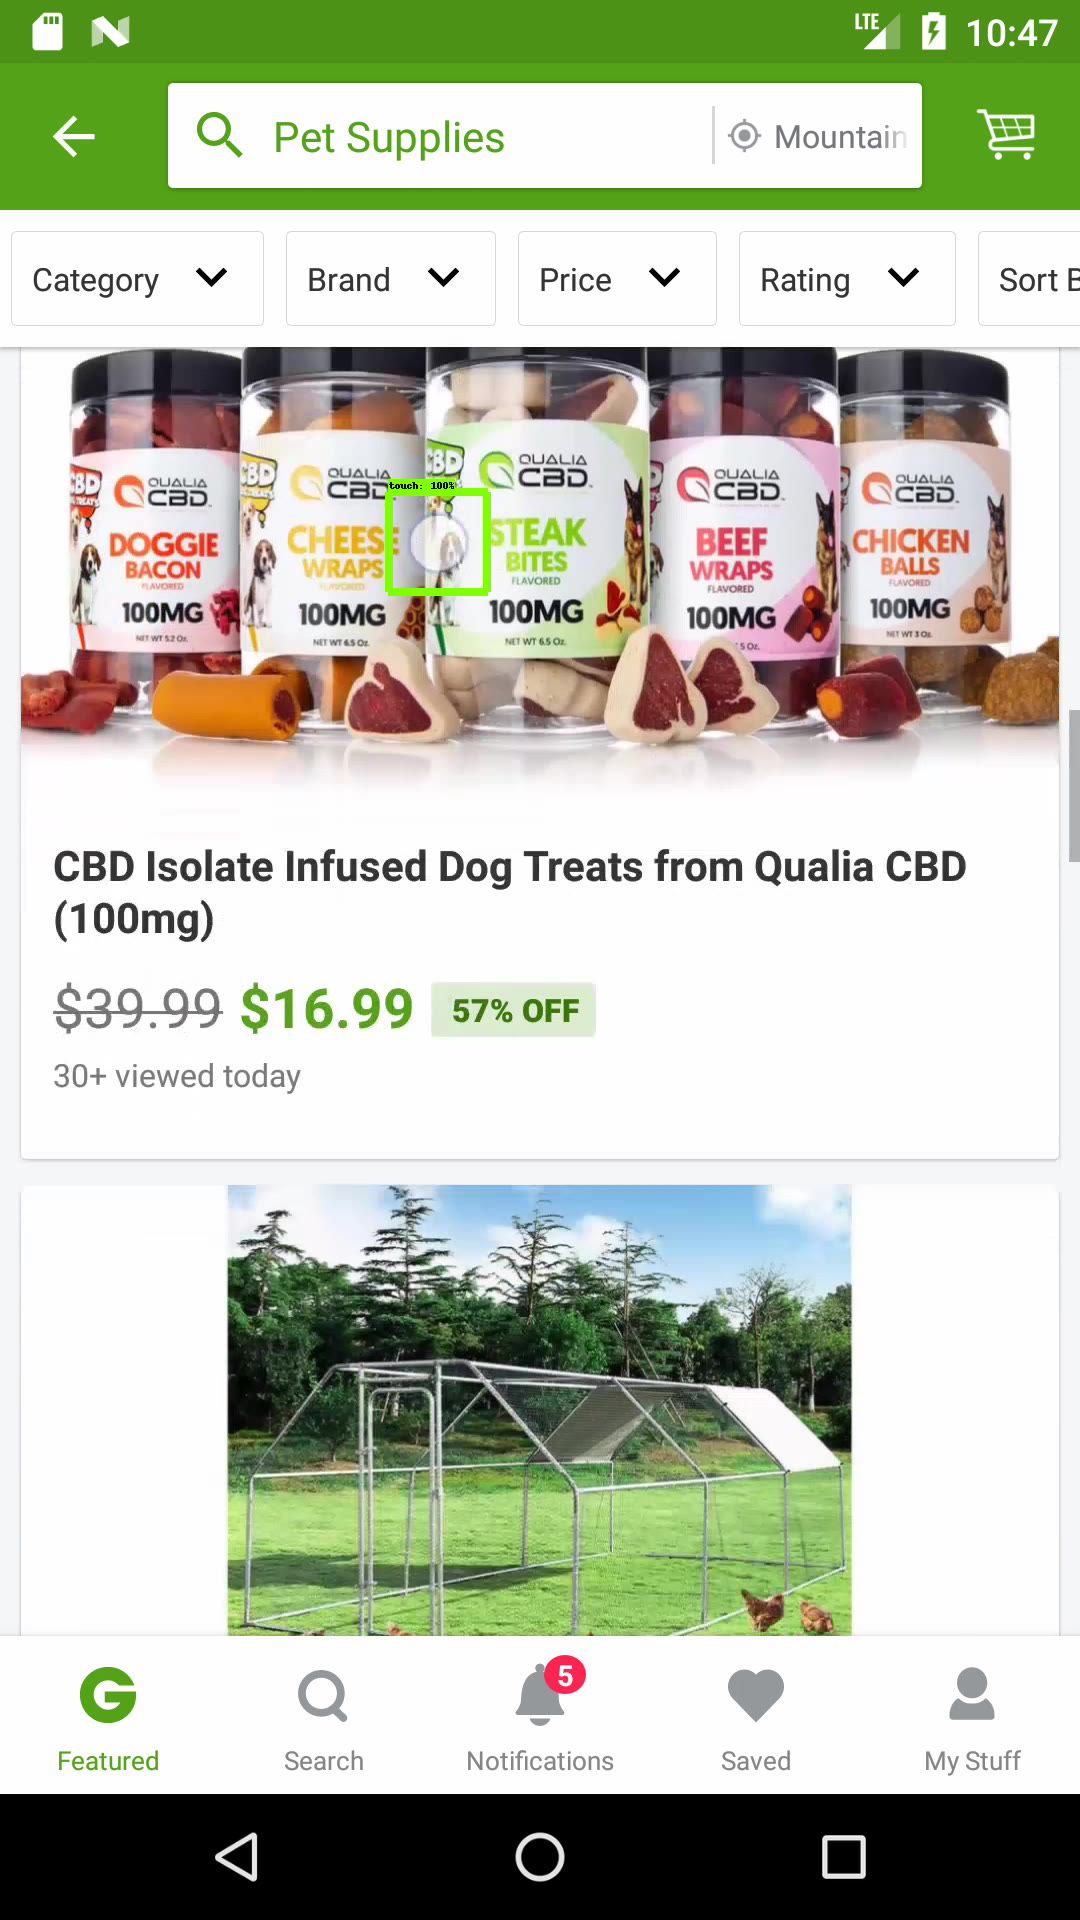 LTE 10:47
Pet Supplies Mountain
Category Brand Price Rating Sort B
QUALIA CBD
QUALIA CBD
QUALIA CBD
QUALIA CBD
QUALIA CBD
touch: 100%
DOGGIE BACON FLAVORED 100MG NET WT 5.2 Oz.
CHEESE WRAPS FLAVORED 100MG NET WT 6.5 Oz.
STEAK BITES FLAVORED 100MG NET WT 6.5 Oz.
BEEF WRAPS FLAVORED 100MG 5 Oz.
CHICKEN BALLS FLAVORED 100MG NET WT 3 Oz.
CBD Isolate Infused Dog Treats from Qualia CBD
(100mg)
$39.99 $16.99 57% OFF
30+ viewed today
5
Featured Search Notifications Saved My Stuff